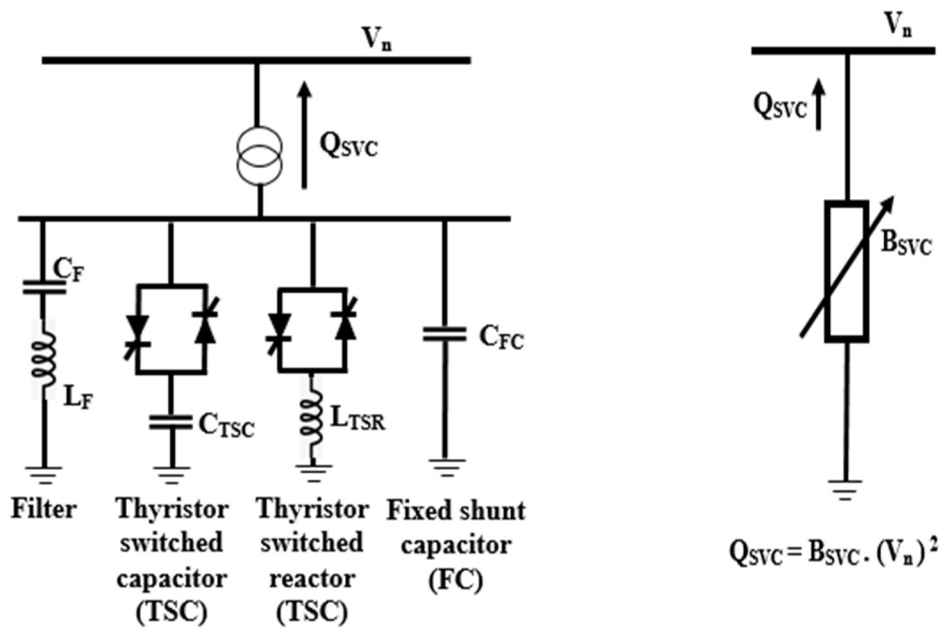 Vn
QSVC
CF
LF
CTSC
LTSR
CFC
Filter
Thyristor
switched
capacitor
(TSC)
Thyristor
switched
reactor
(TSC)
Fixed shunt
capacitor
(FC)
Vn
QSVC
BSVC
QSVC = BSVC . (Vn) 2